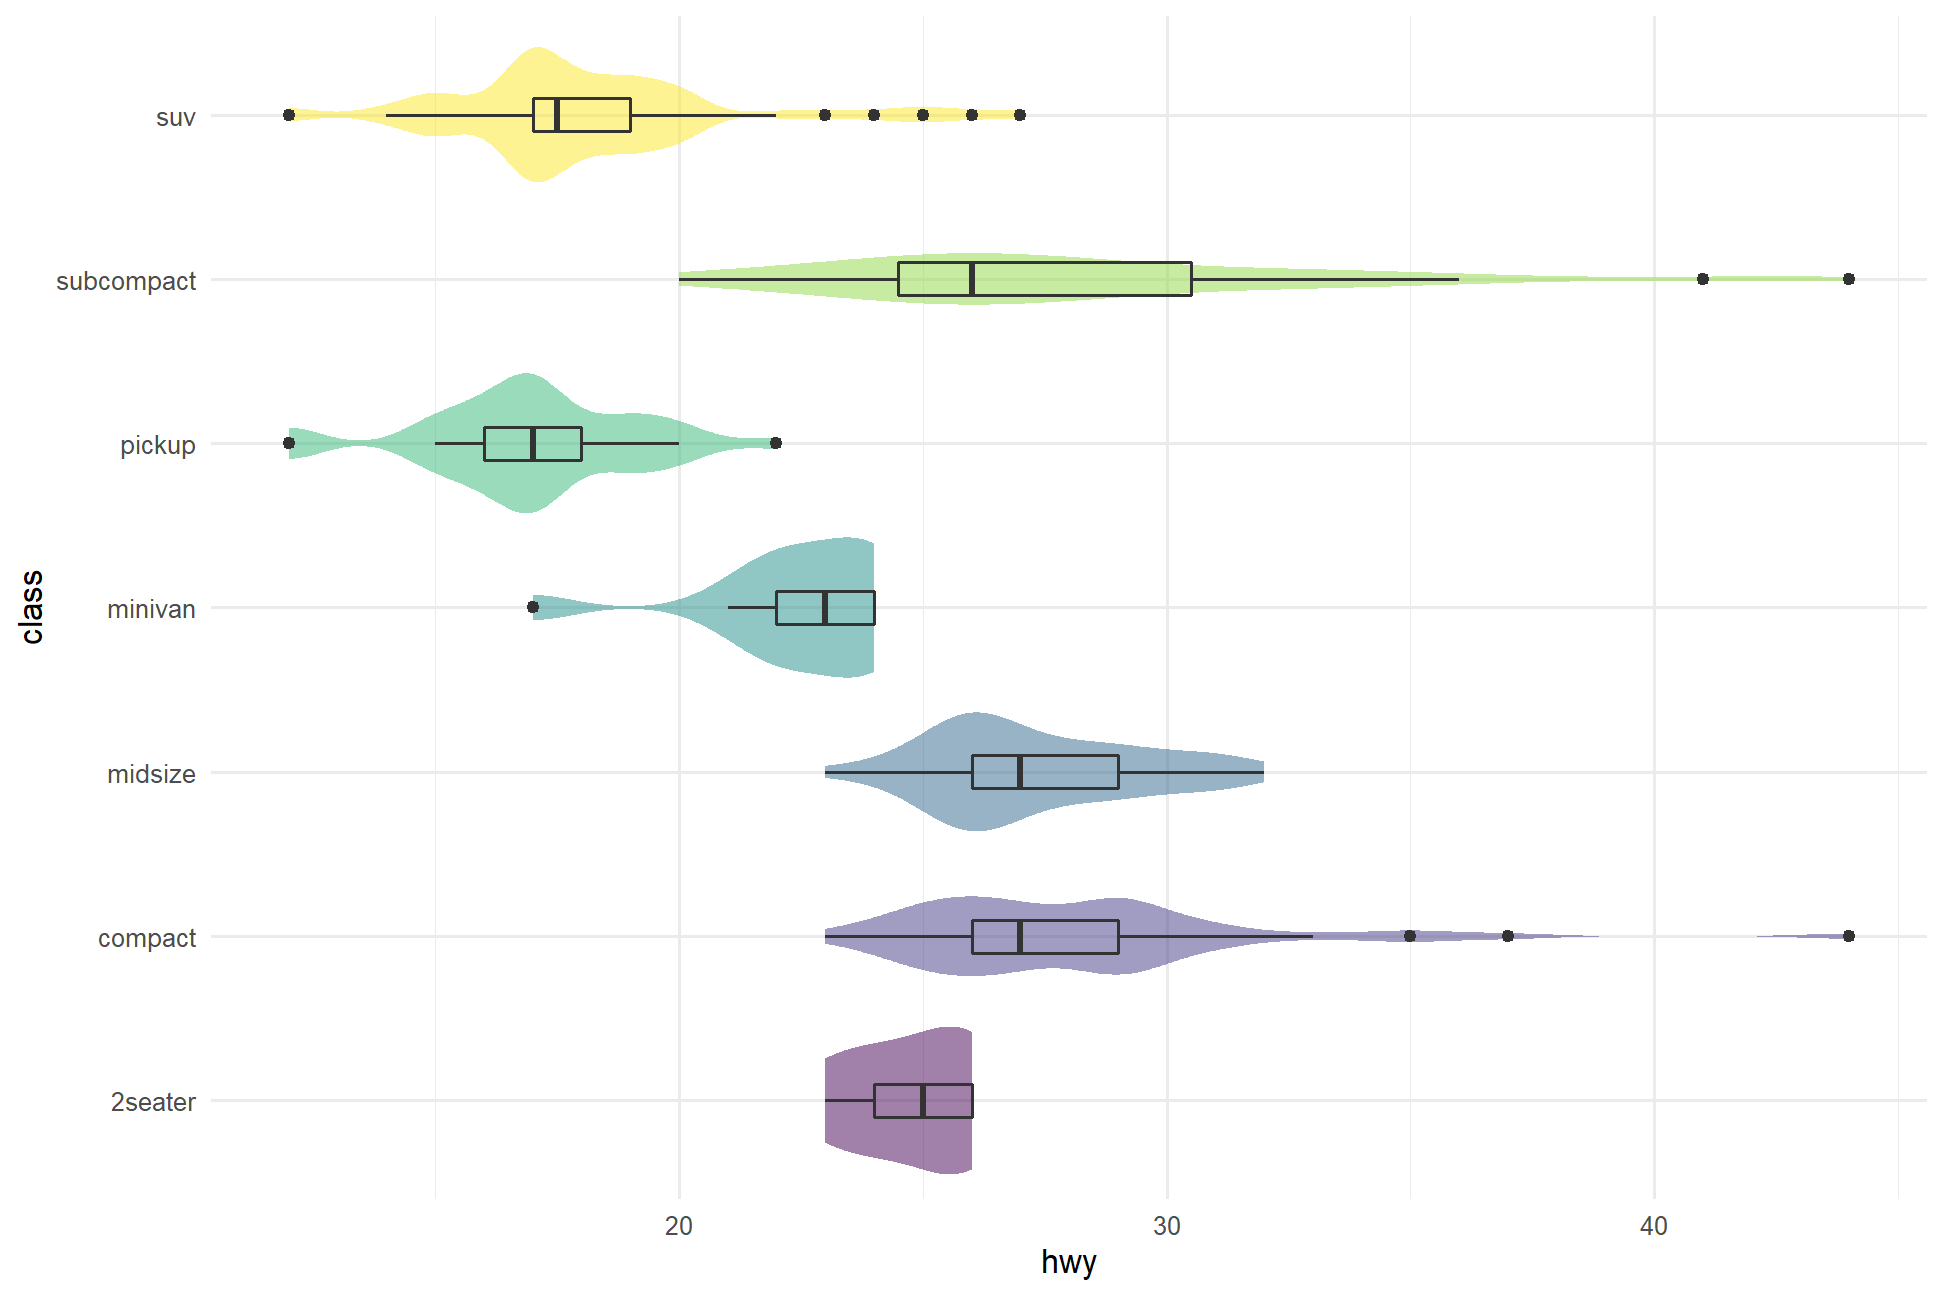 suv
subcompact
pickup
minivan
midsize
compact
2seater
class
20 30 40
hwy